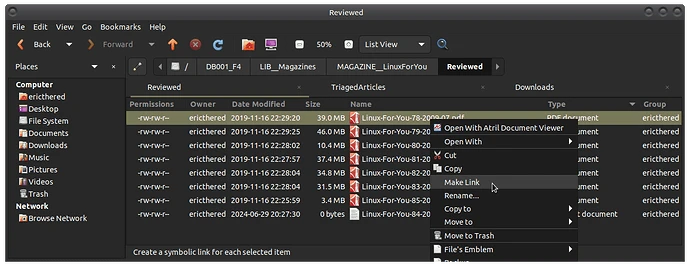 Reviewed
File Edit View Go Bookmarks Help
Back Forward 50% List View
Places / DB001_F4 LIB__Magazines MAGAZINE__LinuxForYou Reviewed
Computer
ericthered
Desktop
File System
Documents
Downloads
Music
Pictures
Videos
Trash
Network
Browse Network
Reviewed TriagedArticles Downloads
Permissions Owner Date Modified Size Name Type Group
-rw-rw-r-- ericthered 2019-11-16 22:29:20 39.0 MB Linux-For-You-78-2009-07.pdf PDF document ericthered
-rw-rw-r-- ericthered 2019-11-16 22:29:25 46.0 MB Linux-For-You-79-20 ericthered
-rw-rw-r-- ericthered 2019-11-16 22:27:10 30.2 MB Linux-For-You-80-20 ericthered
-rw-rw-r-- ericthered 2019-11-16 22:27:54 37.4 MB Linux-For-You-81-20 ericthered
-rw-rw-r-- ericthered 2019-11-16 22:28:04 34.8 MB Linux-For-You-82-20 ericthered
-rw-rw-r-- ericthered 2019-11-16 22:28:04 31.5 MB Linux-For-You-83-20 ericthered
-rw-rw-r-- ericthered 2019-11-16 22:25:59 3.4 MB Linux-For-You-85-20 ericthered
-rw-rw-r-- ericthered 2024-06-29 20:27:30 0 bytes Linux-For-You-84-20 document ericthered
Open With Atril Document Viewer
Open With
Cut
Copy
Make Link
Rename...
Copy to
Move to
Move to Trash
File's Emblem
Create a symbolic link for each selected item